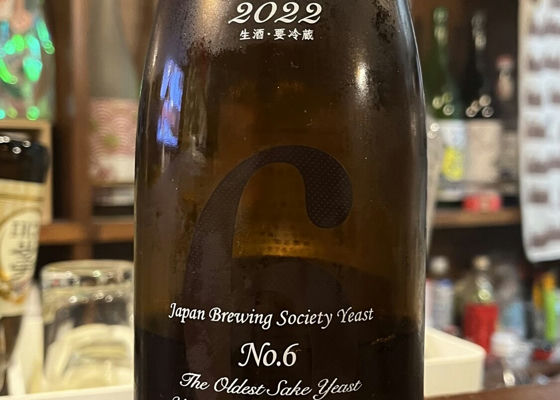 2022
生酒・要冷蔵
6
Japan Brewing Society Yeast
No.6
The Oldest Sake Yeast